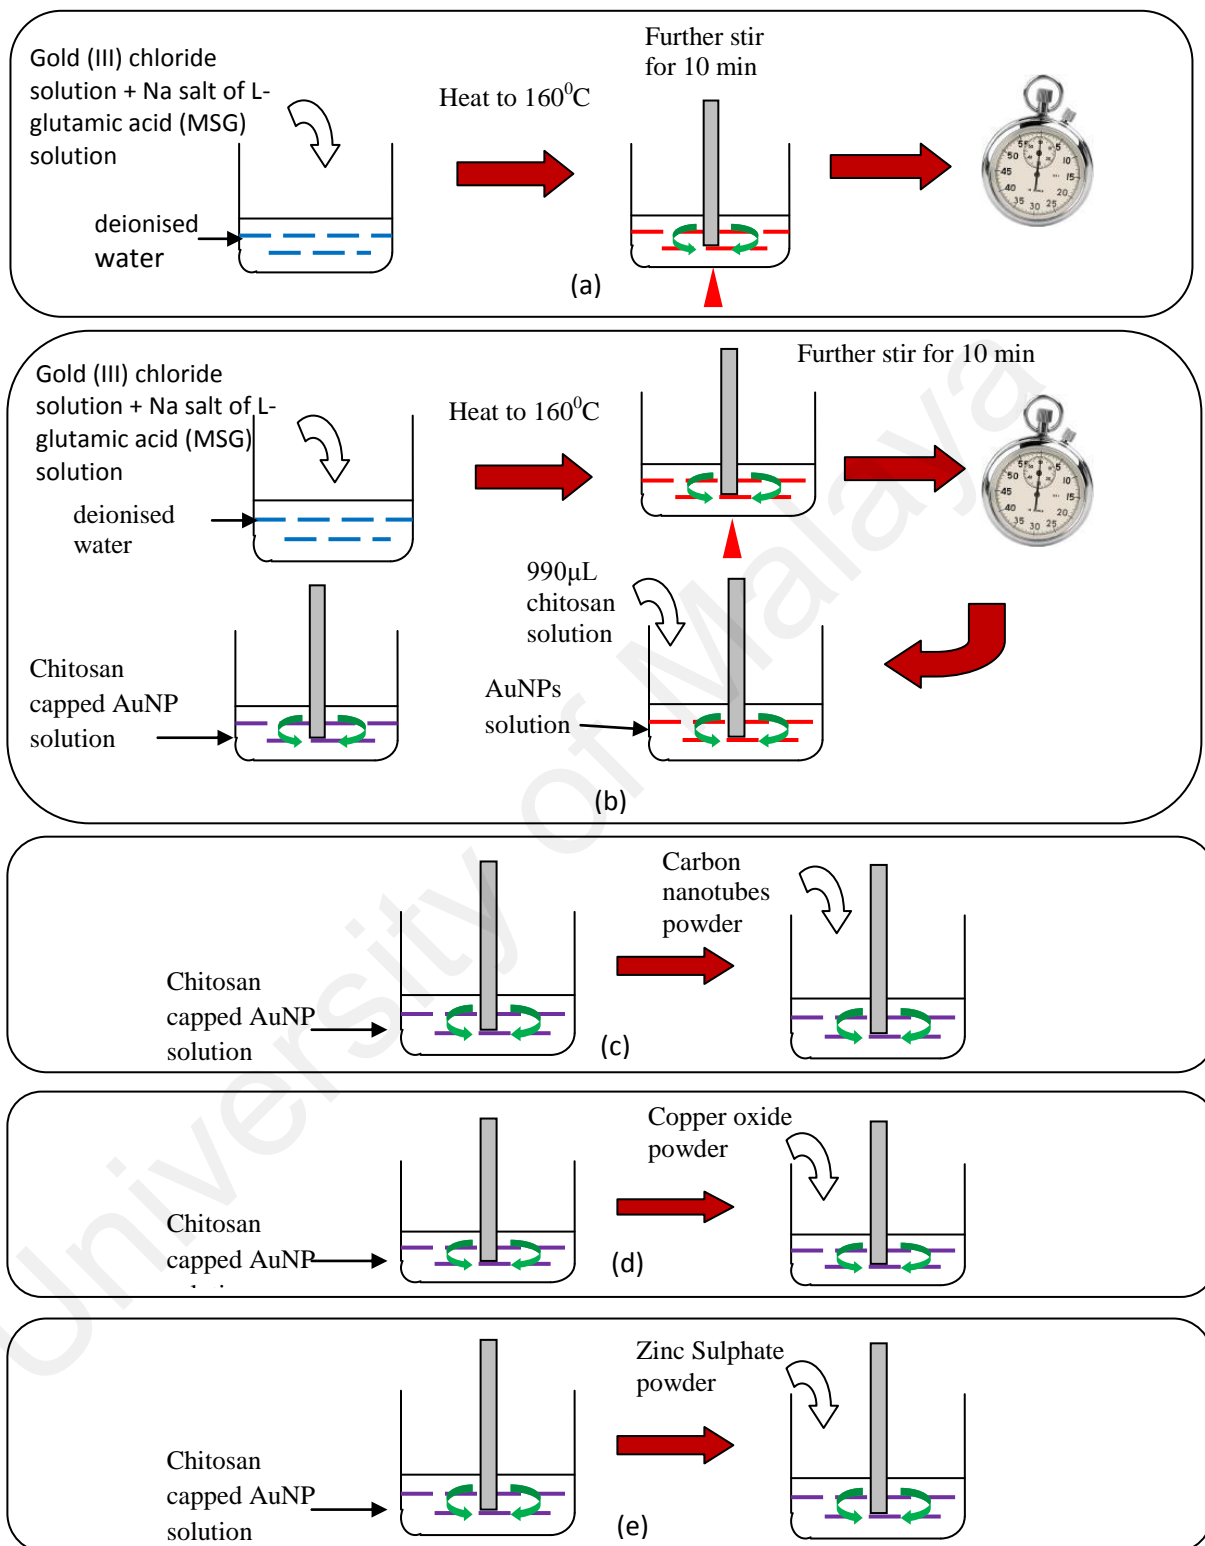 Gold (III) chloride
solution + Na salt of L-
glutamic acid (MSG)
solution
deionised
water
Heat to 160⁰C
Further stir
for 10 min
(a)
Gold (III) chloride
solution + Na salt of L-
glutamic acid (MSG)
solution
deionised
water
Heat to 160⁰C
Further stir for 10 min
990μL
chitosan
solution
AuNPs
solution
Chitosan
capped AuNP
solution
(b)
Chitosan
capped AuNP
solution
Carbon
nanotubes
powder
(c)
Chitosan
capped AuNP
Copper oxide
powder
(d)
Chitosan
capped AuNP
solution
Zinc Sulphate
powder
(e)
University of Malaya